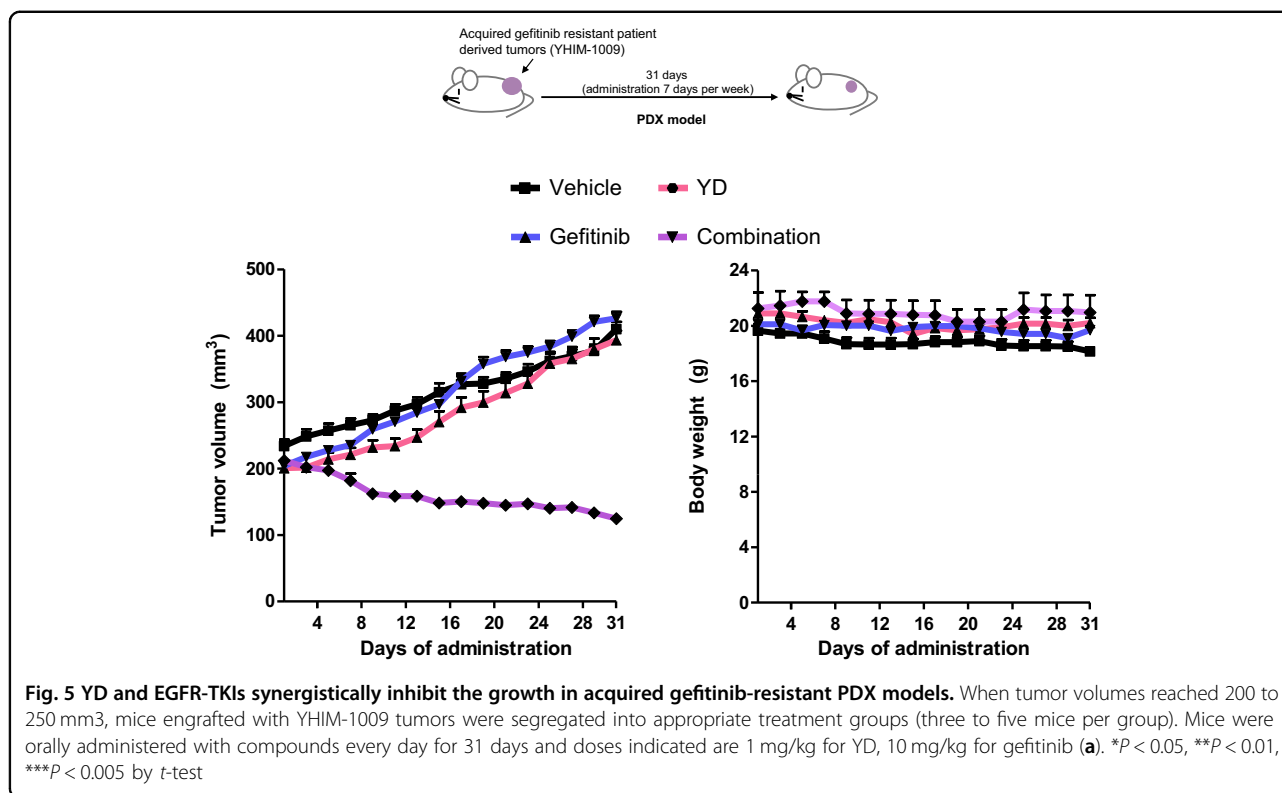 Acquired gefitinib resistant patient
derived tumors (YHIM-1009)
31 days
(administration 7 days per week)
PDX model
Vehicle
YD
Gefitinib
Combination
500
400
300
200
100
0
Tumor volume (mm3)
4 8 12 16 20 24 28 31
Days of administration
24
20
16
12
8
4
0
Body weight (g)
4 8 12 16 20 24 28 31
Days of administration
Fig. 5 YD and EGFR-TKIs synergistically inhibit the growth in acquired gefitinib-resistant PDX models. When tumor volumes reached 200 to
250 mm3, mice engrafted with YHIM-1009 tumors were segregated into appropriate treatment groups (three to five mice per group). Mice were
orally administered with compounds every day for 31 days and doses indicated are 1 mg/kg for YD, 10 mg/kg for gefitinib (a). *P < 0.05, **P < 0.01,
***P < 0.005 by t-test